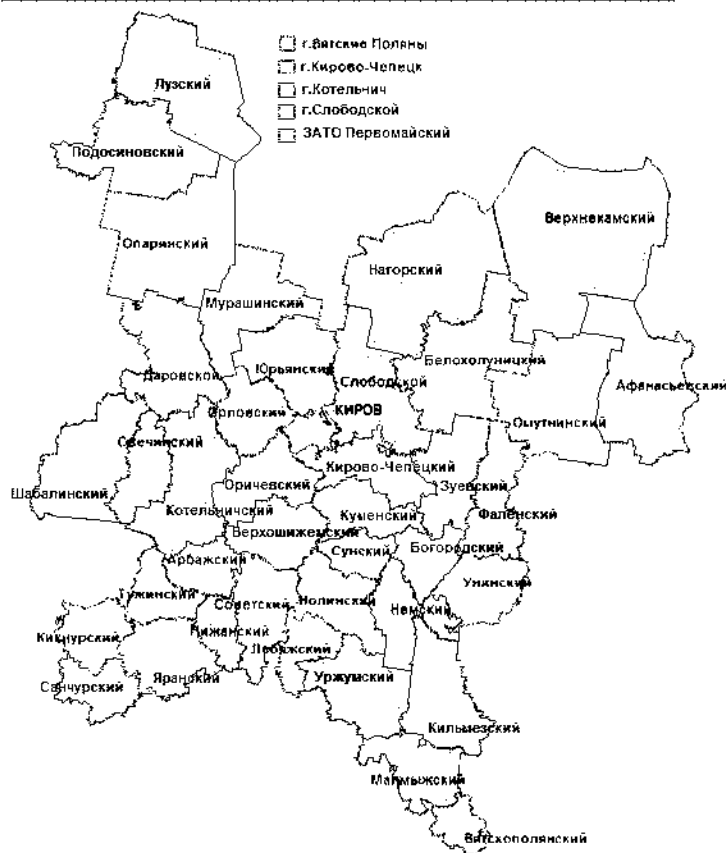 г.Вятские Поляны
г.Кирово-Чепецк
г.Котельнич
г.Слободской
ЗАТО Первомайский
Лузский
Подосиновский
Верхнекамский
Опаринский
Нагорский
Мурашинский
Белохолуницкий
Юрьянский
Даровской
Слободской
Афанасьевский
Орловский
КИРОВ
Омутнинский
Свечинский
Кирово-Чепецкий
Оричевский
Зуевский
Шабалинский
Котельничский
Куменский
Фаленский
Верхошижемский
Сунский
Богородский
Арбажский
Унинский
Тужинский
Советский
Нолинский
Немский
Кикнурский
Пижанский
Лебяжский
Санчурский
Яранский
Уржумский
Кильмезский
Малмыжский
Вятскополянский